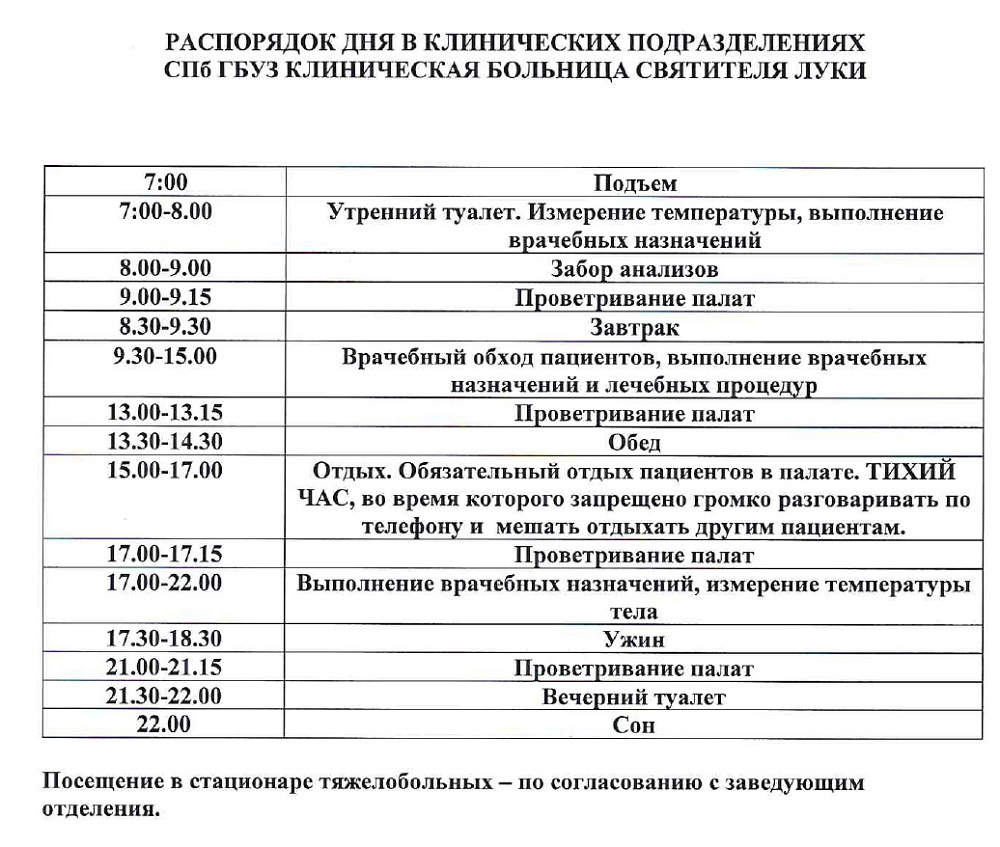 РАСПОРЯДОК ДНЯ В КЛИНИЧЕСКИХ ПОДРАЗДЕЛЕНИЯХ
СПб ГБУЗ КЛИНИЧЕСКАЯ БОЛЬНИЦА СВЯТИТЕЛЯ ЛУКИ
7:00 Подъем
7:00-8.00 Утренний туалет. Измерение температуры, выполнение
врачебных назначений
8.00-9.00 Забор анализов
9.00-9.15 Проветривание палат
8.30-9.30 Завтрак
9.30-15.00 Врачебный обход пациентов, выполнение врачебных
назначений и лечебных процедур
13.00-13.15 Проветривание палат
13.30-14.30 Обед
15.00-17.00 Отдых. Обязательный отдых пациентов в палате. ТИХИЙ
ЧАС, во время которого запрещено громко разговаривать по
телефону и мешать отдыхать другим пациентам.
17.00-17.15 Проветривание палат
17.00-22.00 Выполнение врачебных назначений, измерение температуры
тела
17.30-18.30 Ужин
21.00-21.15 Проветривание палат
21.30-22.00 Вечерний туалет
22.00 Сон
Посещение в стационаре тяжелобольных – по согласованию с заведующим
отделения.